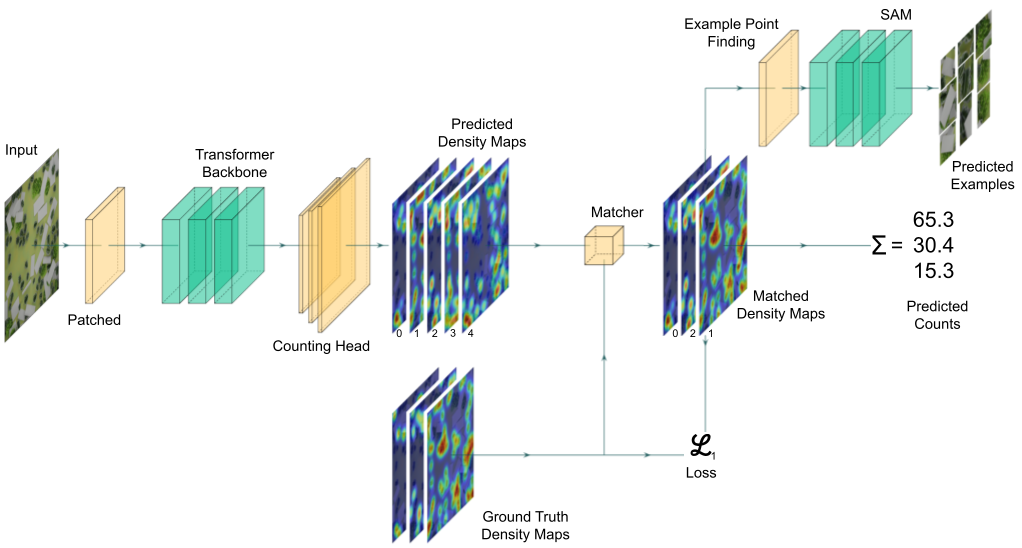 Example Point
Finding
SAM
Input
Transformer
Backbone
Predicted
Density Maps
Predicted
Examples
Matcher
65.3
Σ = 30.4
15.3
Patched
Counting Head
0 1 2 3 4
0 2 1
Matched
Density Maps
Predicted
Counts
ℒ1
Loss
Ground Truth
Density Maps